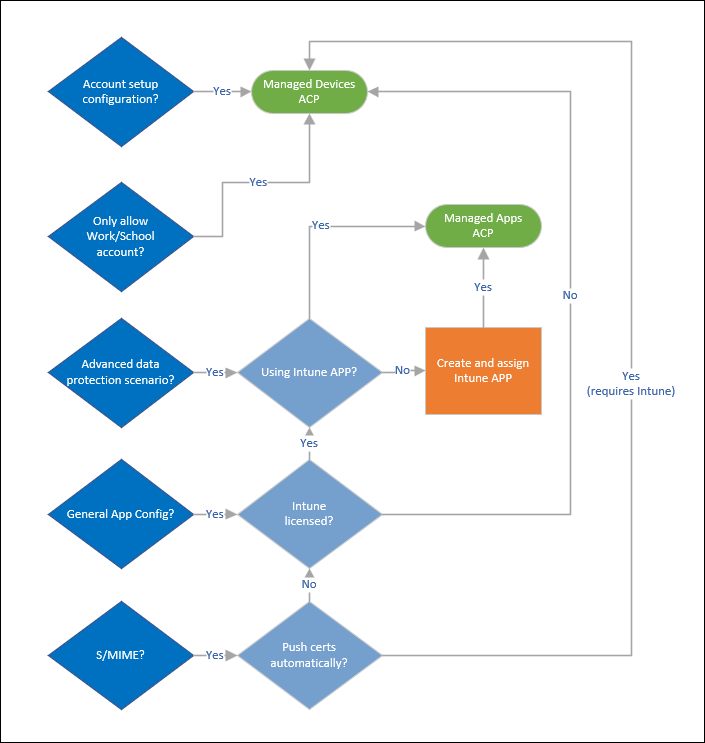 Account setup
configuration?
Yes
Managed Devices
ACP
Yes
Only allow
Work/School
account?
Yes
Managed Apps
ACP
Yes
No
Advanced data
protection scenario?
Yes
Using Intune APP?
No
Create and assign
Intune APP
Yes
(requires Intune)
Yes
General App Config?
Yes
Intune
licensed?
No
S/MIME?
Yes
Push certs
automatically?